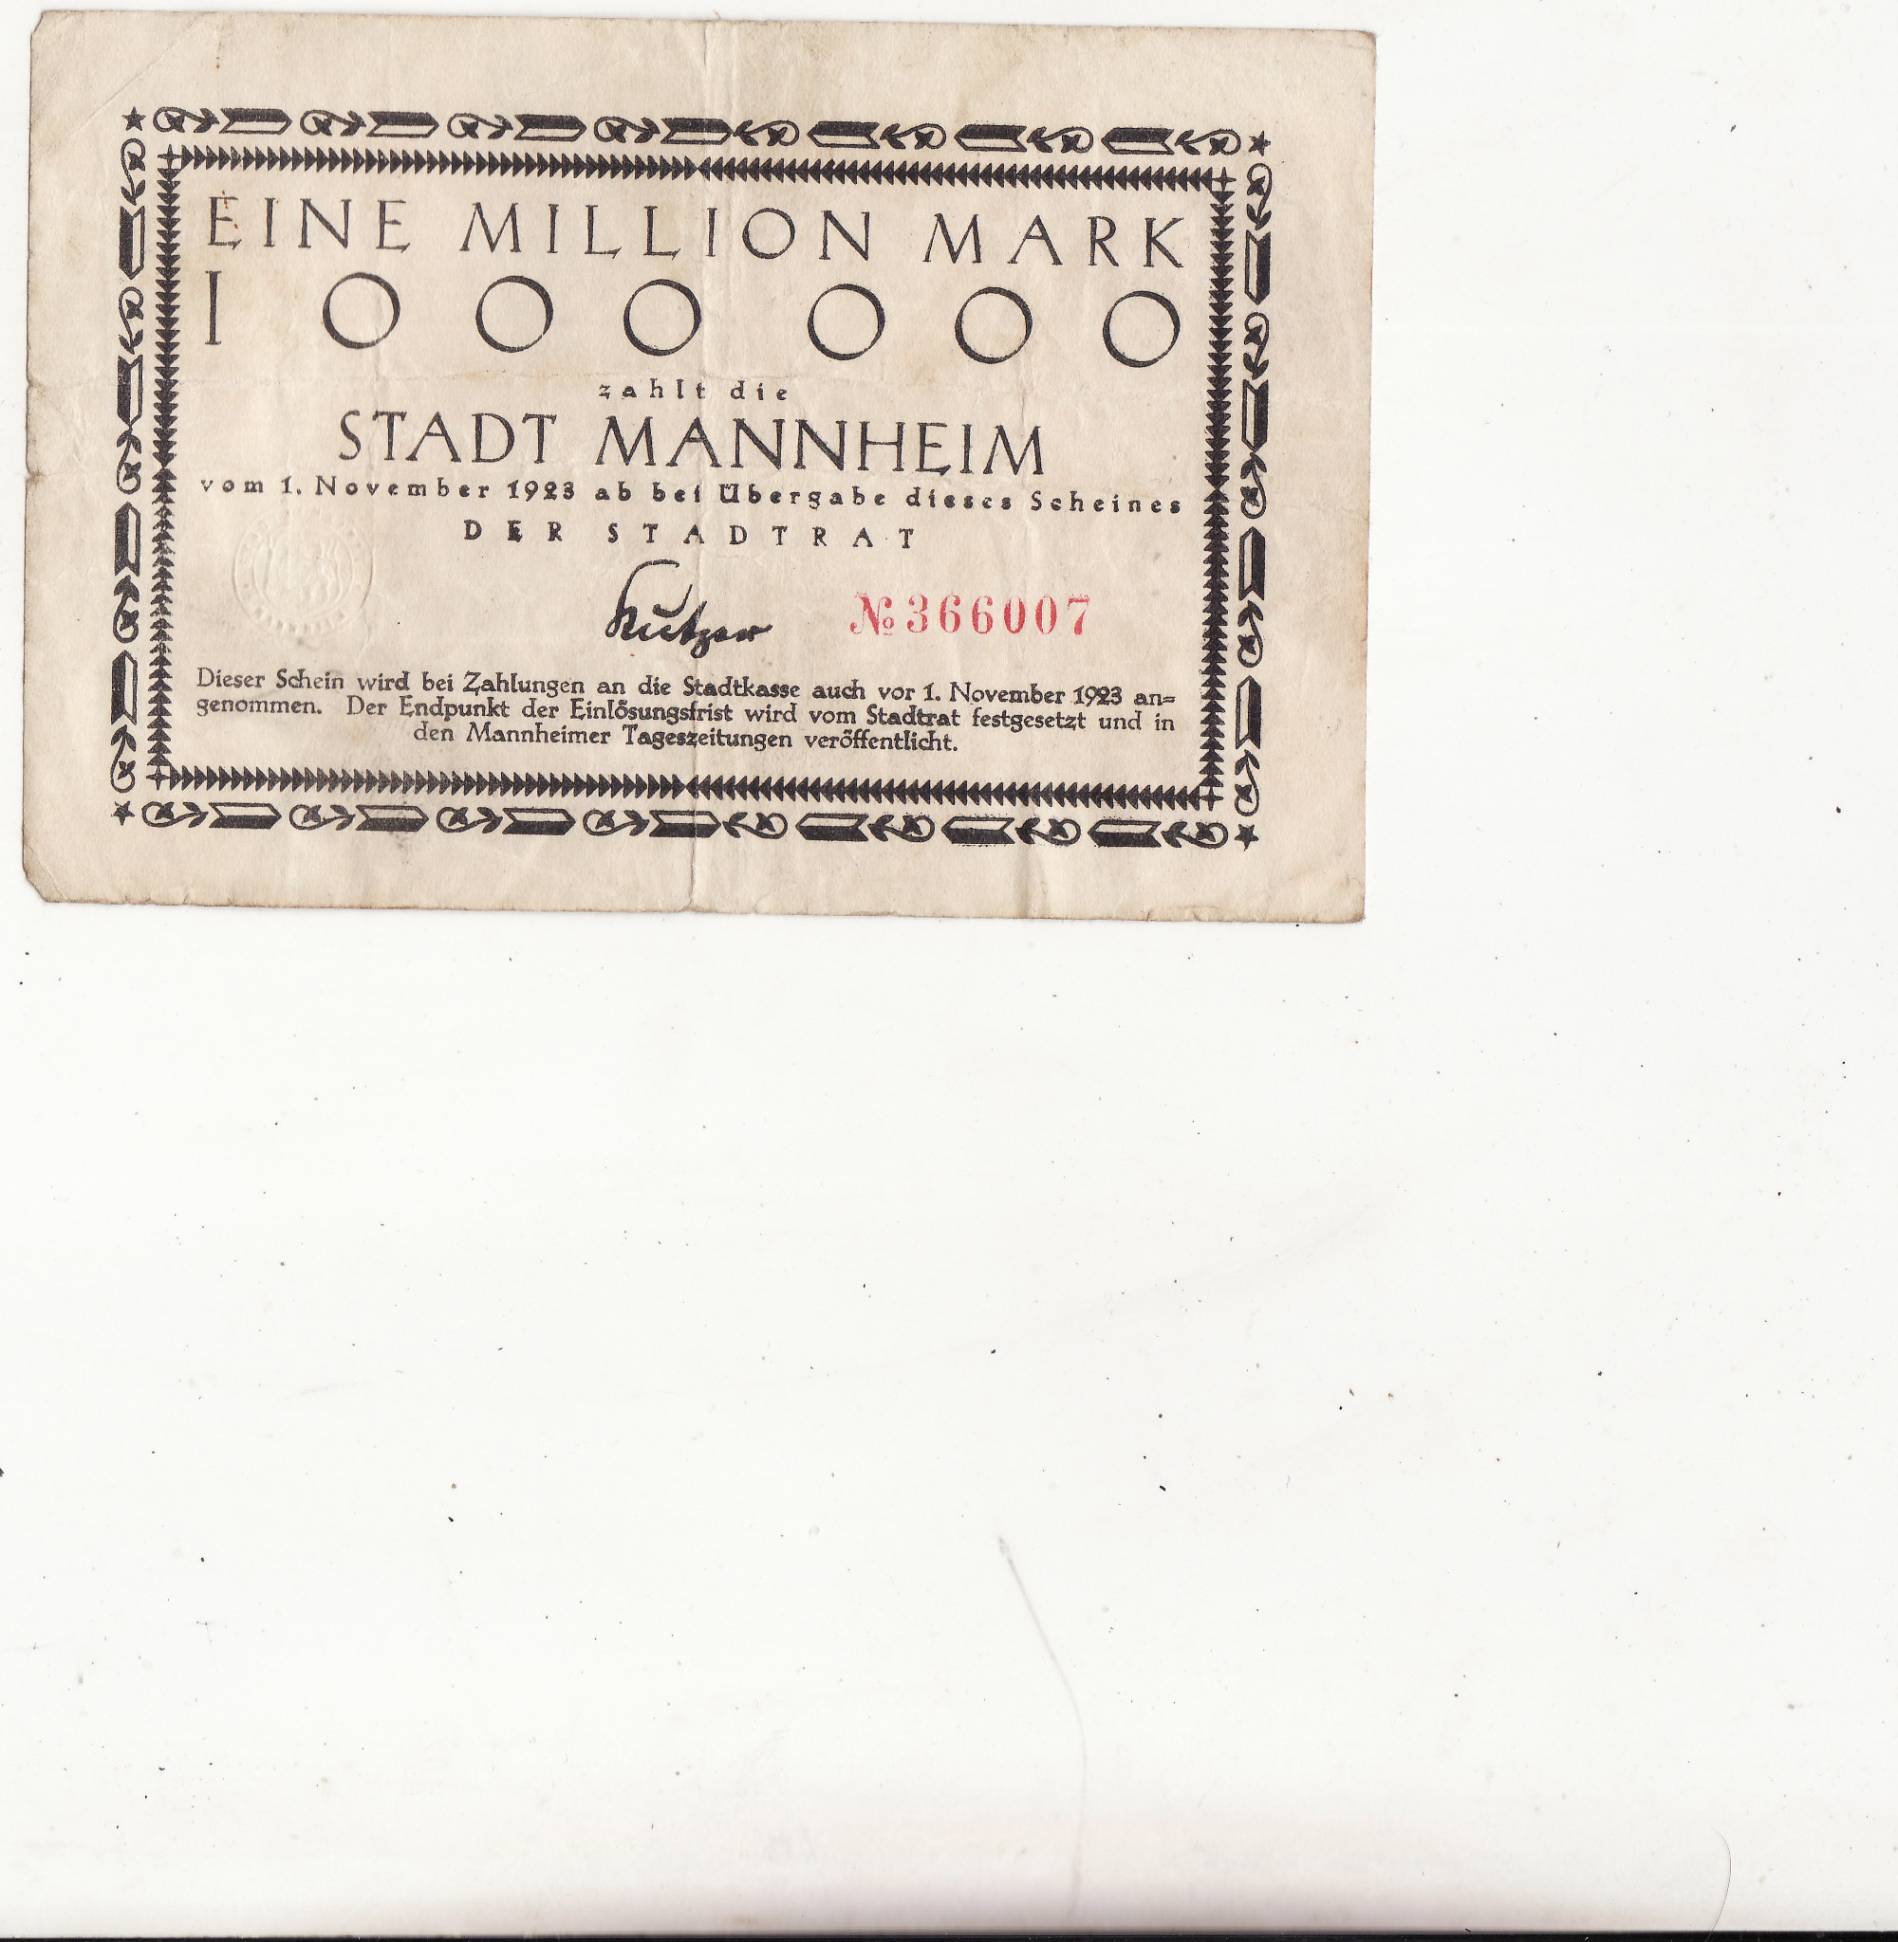 EINE MILLION MARK
1 000 000
zahlt die
STADT MANNHEIM
vom 1. November 1923 ab bei Übergabe dieses Scheines
DER STADTRAT
Kutzer
№ 366007
Dieser Schein wird bei Zahlungen an die Stadtkasse auch vor 1. November 1923 an=
genommen. Der Endpunkt der Einlösungsfrist wird vom Stadtrat festgesetzt und in
den Mannheimer Tageszeitungen veröffentlicht.